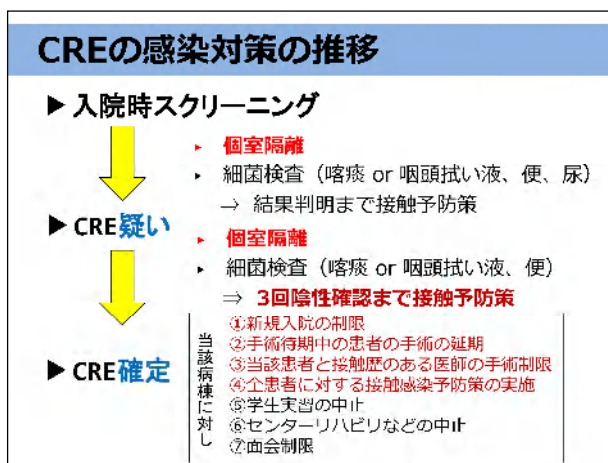 CREの感染対策の推移
▶ 入院時スクリーニング
▸ 個室隔離
▸ 細菌検査（喀痰 or 咽頭拭い液、便、尿）
⇒ 結果判明まで接触予防策
▶ CRE疑い
▸ 個室隔離
▸ 細菌検査（喀痰 or 咽頭拭い液、便）
⇒ 3回陰性確認まで接触予防策
▶ CRE確定
当該病棟に対し
①新規入院の制限
②手術待期中の患者の手術の延期
③当該患者と接触歴のある医師の手術制限
④全患者に対する接触感染予防策の実施
⑤学生実習の中止
⑥センターリハビリなどの中止
⑦面会制限